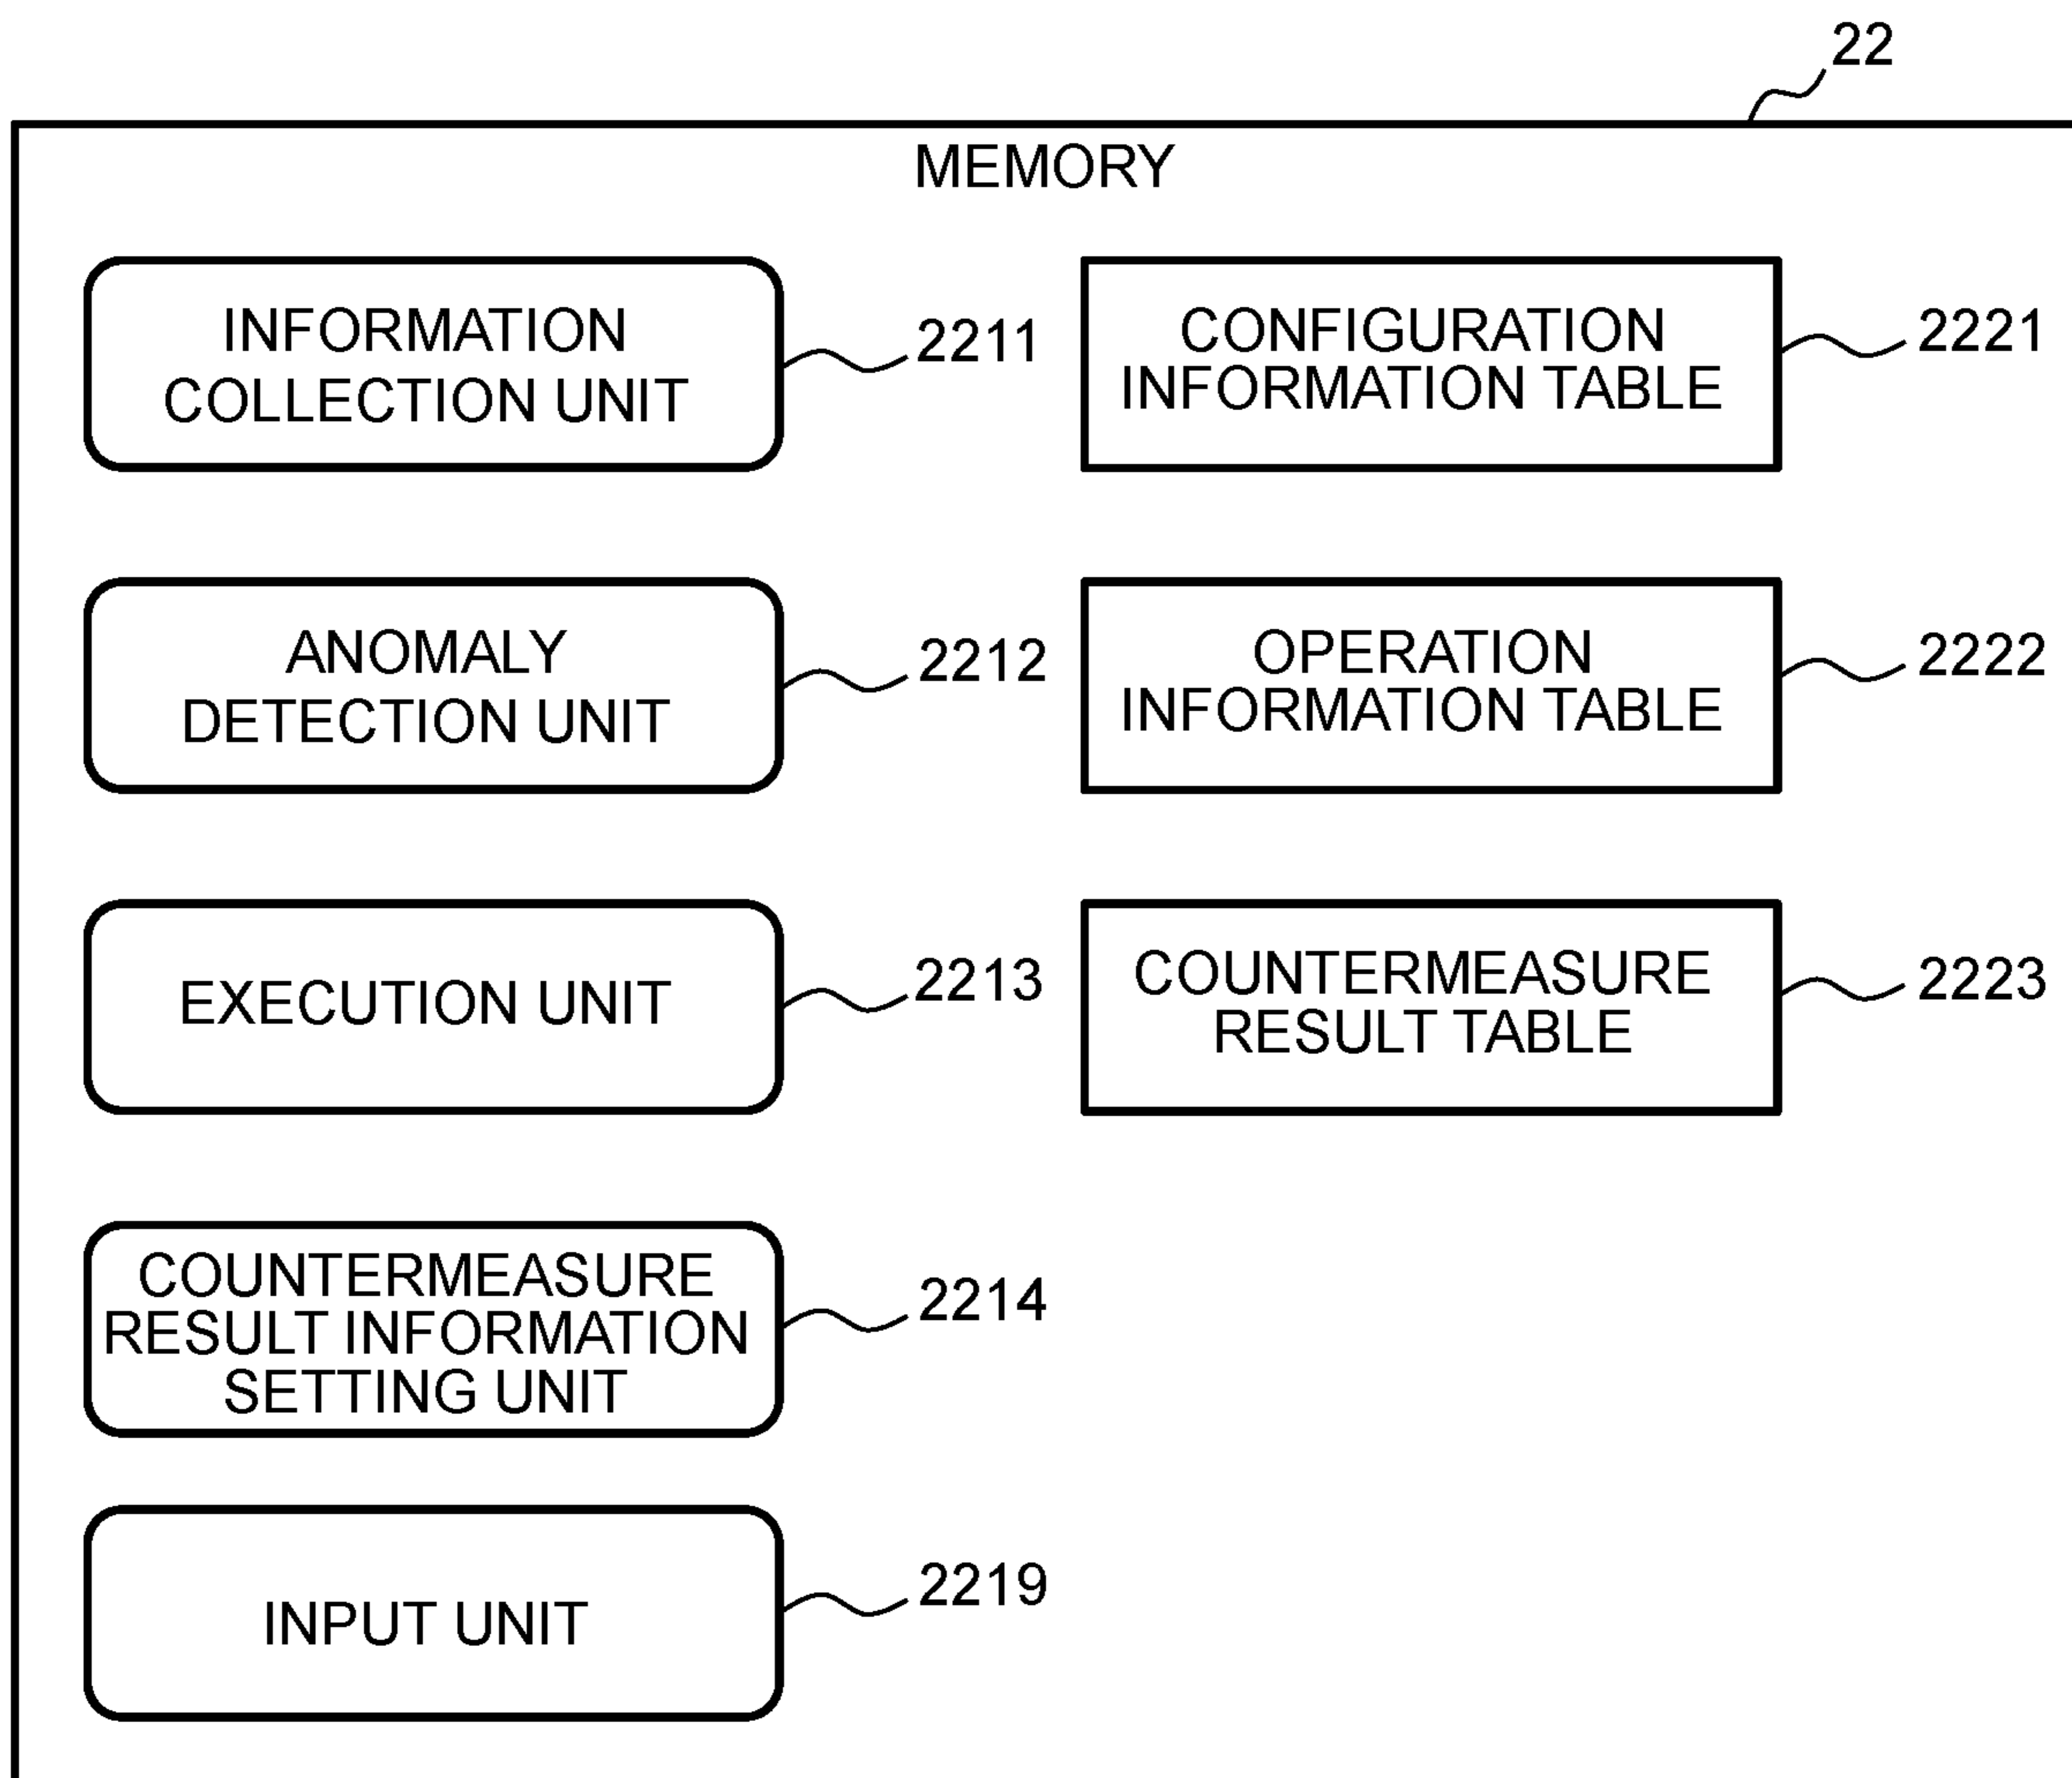 22
MEMORY
INFORMATION
COLLECTION UNIT
2211
CONFIGURATION
INFORMATION TABLE
2221
ANOMALY
DETECTION UNIT
2212
OPERATION
INFORMATION TABLE
2222
EXECUTION UNIT
2213
COUNTERMEASURE
RESULT TABLE
2223
COUNTERMEASURE
RESULT INFORMATION
SETTING UNIT
2214
INPUT UNIT
2219